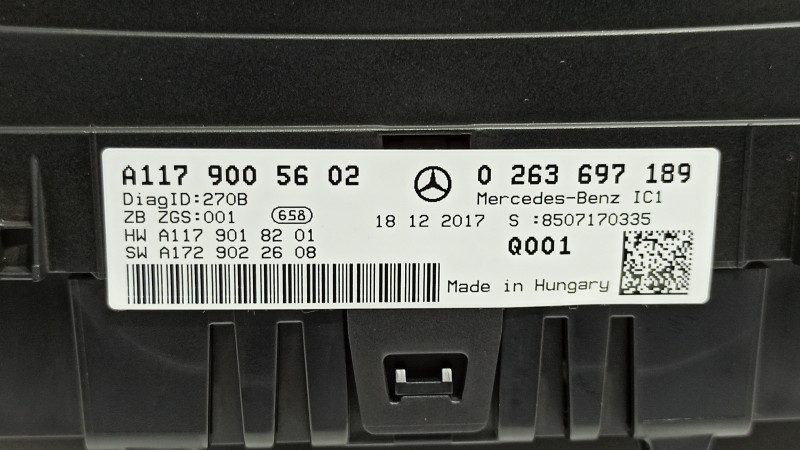 A117 900 56 02 0 263 697 189
DiagID:270B Mercedes-Benz IC1
ZB ZGS:001 658 18 12 2017 S :8507170335
HW A117 901 82 01 Q001
SW A172 902 26 08
Made in Hungary